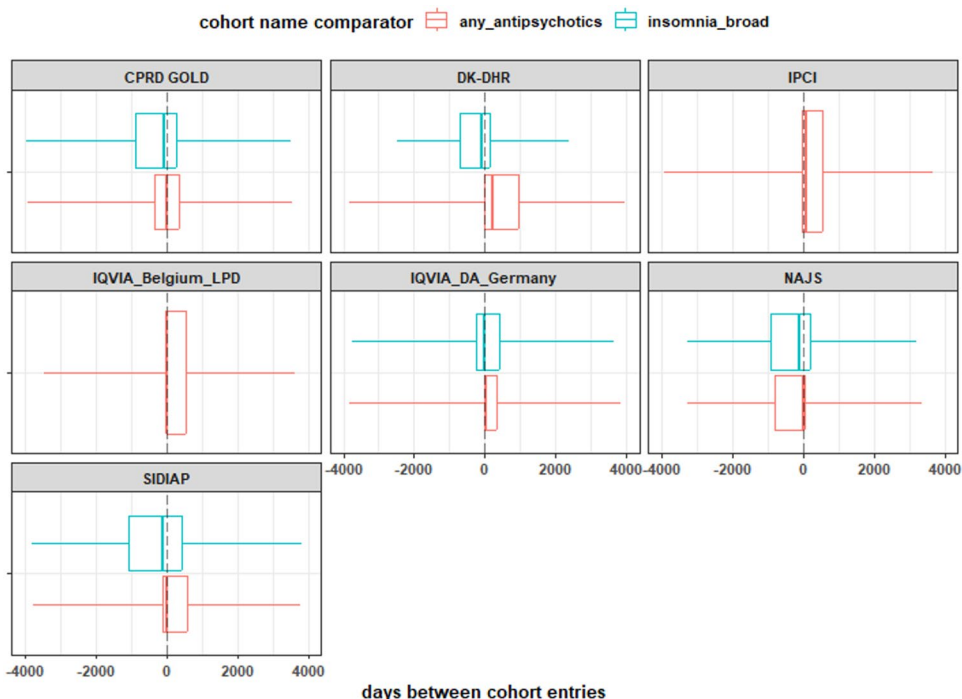 cohort name comparator any_antipsychotics insomnia_broad
CPRD GOLD
DK-DHR
IPCI
IQVIA_Belgium_LPD
IQVIA_DA_Germany
NAJS
-4000 -2000 0 2000 4000
-4000 -2000 0 2000 4000
SIDIAP
-4000 -2000 0 2000 4000
days between cohort entries